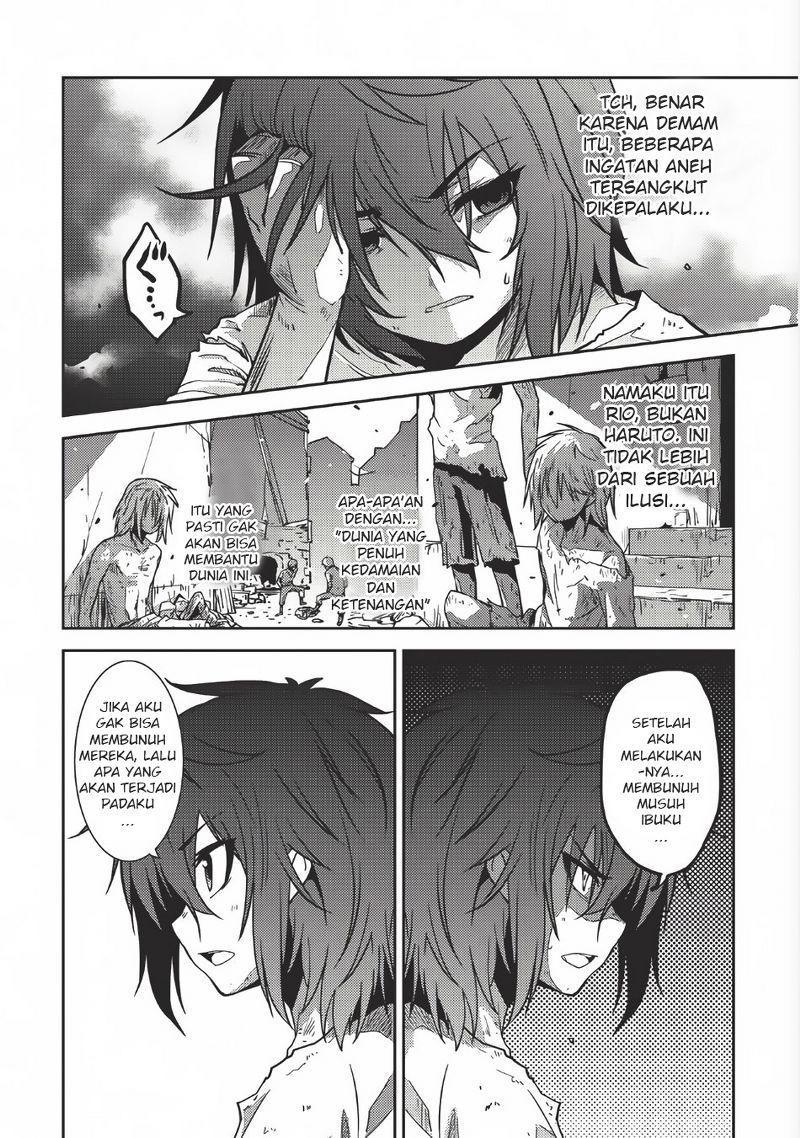 TCH, BENAR
KARENA DEMAM
ITU, BEBERAPA
INGATAN ANEH
TERSANGKUT
DIKEPALAKU...
NAMAKU ITU
RIO, BUKAN
HARUTO. INI
TIDAK LEBIH
DARI SEBUAH
ILUSI...
APA-APA'AN
DENGAN...
"DUNIA YANG
PENUH
KEDAMAIAN
DAN
KETENANGAN"
ITU YANG
PASTI GAK
AKAN BISA
MEMBANTU
DUNIA INI.
SETELAH
AKU
MELAKUKAN
-NYA...
MEMBUNUH
MUSUH
IBUKU
...
JIKA AKU
GAK BISA
MEMBUNUH
MEREKA, LALU
APA YANG
AKAN TERJADI
PADAKU
...